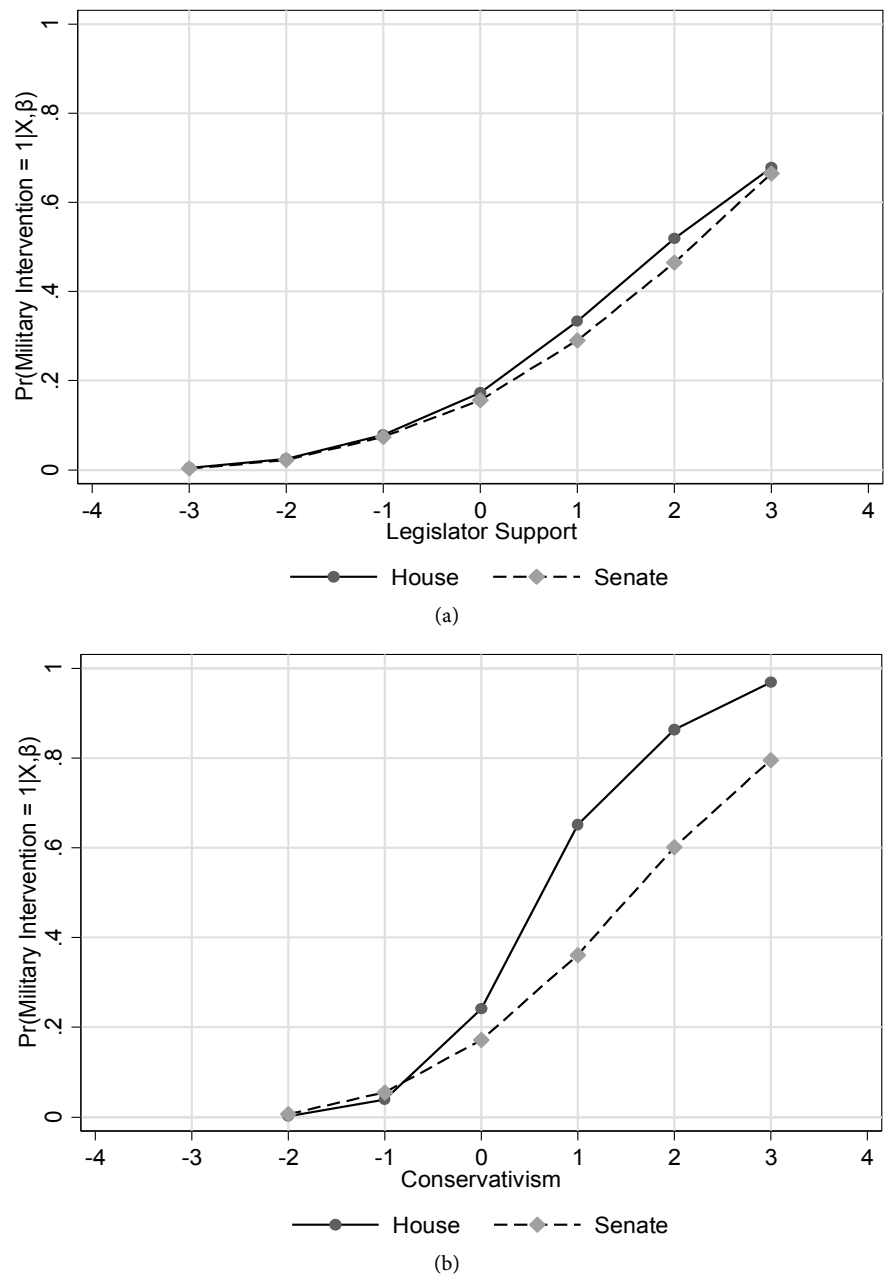 Pr(Military Intervention = 1|X,β)
1
.8
.6
.4
.2
0
-4 -3 -2 -1 0 1 2 3 4
Legislator Support
House Senate
(a)
Pr(Military Intervention = 1|X,β)
1
.8
.6
.4
.2
0
-4 -3 -2 -1 0 1 2 3 4
Conservativism
House Senate
(b)